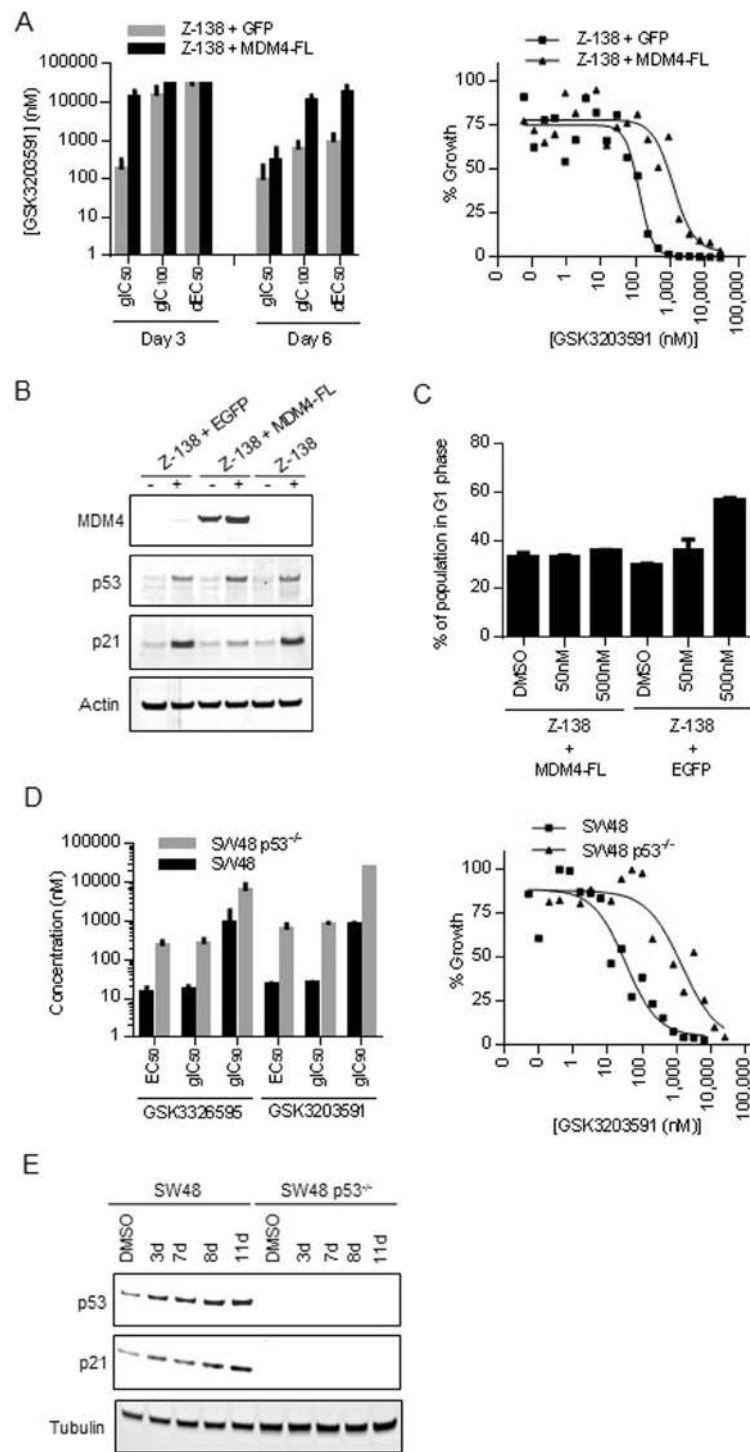 A
Z-138 + GFP
Z-138 + MDM4-FL
[GSK3203591] (nM)
100000
10000
1000
100
10
1
gIC50
gIC100
dEC50
gIC50
gIC100
dEC50
Day 3
Day 6
Z-138 + GFP
Z-138 + MDM4-FL
% Growth
100
75
50
25
0
0
0
1
10
100
1,000
10,000
100,000
[GSK3203591 (nM)]
B
Z-138 + EGFP
Z-138 + MDM4-FL
Z-138
- + - + - +
MDM4
p53
p21
Actin
C
% of population in G1 phase
80
60
40
20
0
DMSO
50nM
500nM
DMSO
50nM
500nM
Z-138
+
MDM4-FL
Z-138
+
EGFP
D
SW48 p53-/-
SW48
Concentration (nM)
100000
10000
1000
100
10
1
EC50
gIC50
gIC90
EC50
gIC50
gIC90
GSK3326595
GSK3203591
SW48
SW48 p53-/-
% Growth
100
75
50
25
0
0
0
1
10
100
1,000
10,000
100,000
[GSK3203591 (nM)]
E
SW48
SW48 p53-/-
DMSO
3d
7d
8d
11d
DMSO
3d
7d
8d
11d
p53
p21
Tubulin